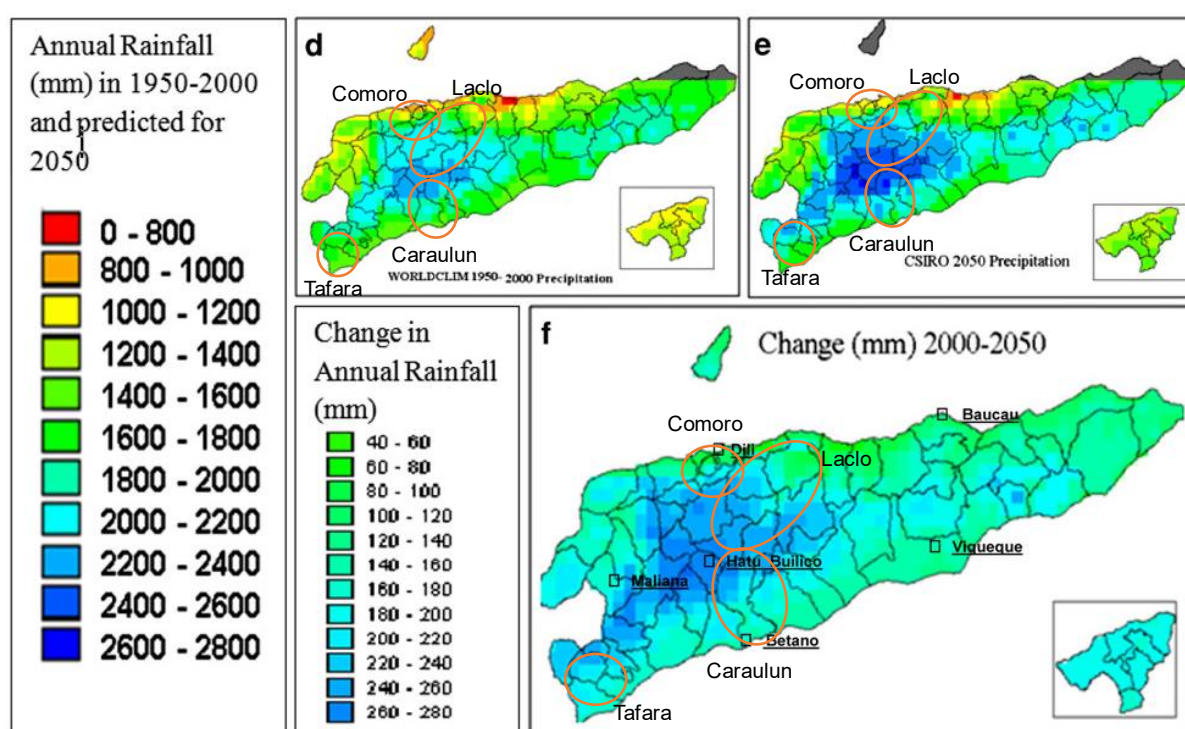 Annual Rainfall
(mm) in 1950-2000
and predicted for
2050
0 - 800
800 - 1000
1000 - 1200
1200 - 1400
1400 - 1600
1600 - 1800
1800 - 2000
2000 - 2200
2200 - 2400
2400 - 2600
2600 - 2800
d
Comoro
Laclo
Caraulun
Tafara
WORLDCLIM 1950- 2000 Precipitation
e
Comoro
Laclo
Caraulun
Tafara
CSIRO 2050 Precipitation
Change in
Annual Rainfall
(mm)
40 - 60
60 - 80
80 - 100
100 - 120
120 - 140
140 - 160
160 - 180
180 - 200
200 - 220
220 - 240
240 - 260
260 - 280
f
Change (mm) 2000-2050
Comoro
Dili
Laclo
Baucau
Viqueque
Hatu Builico
Maliana
Betano
Caraulun
Tafara